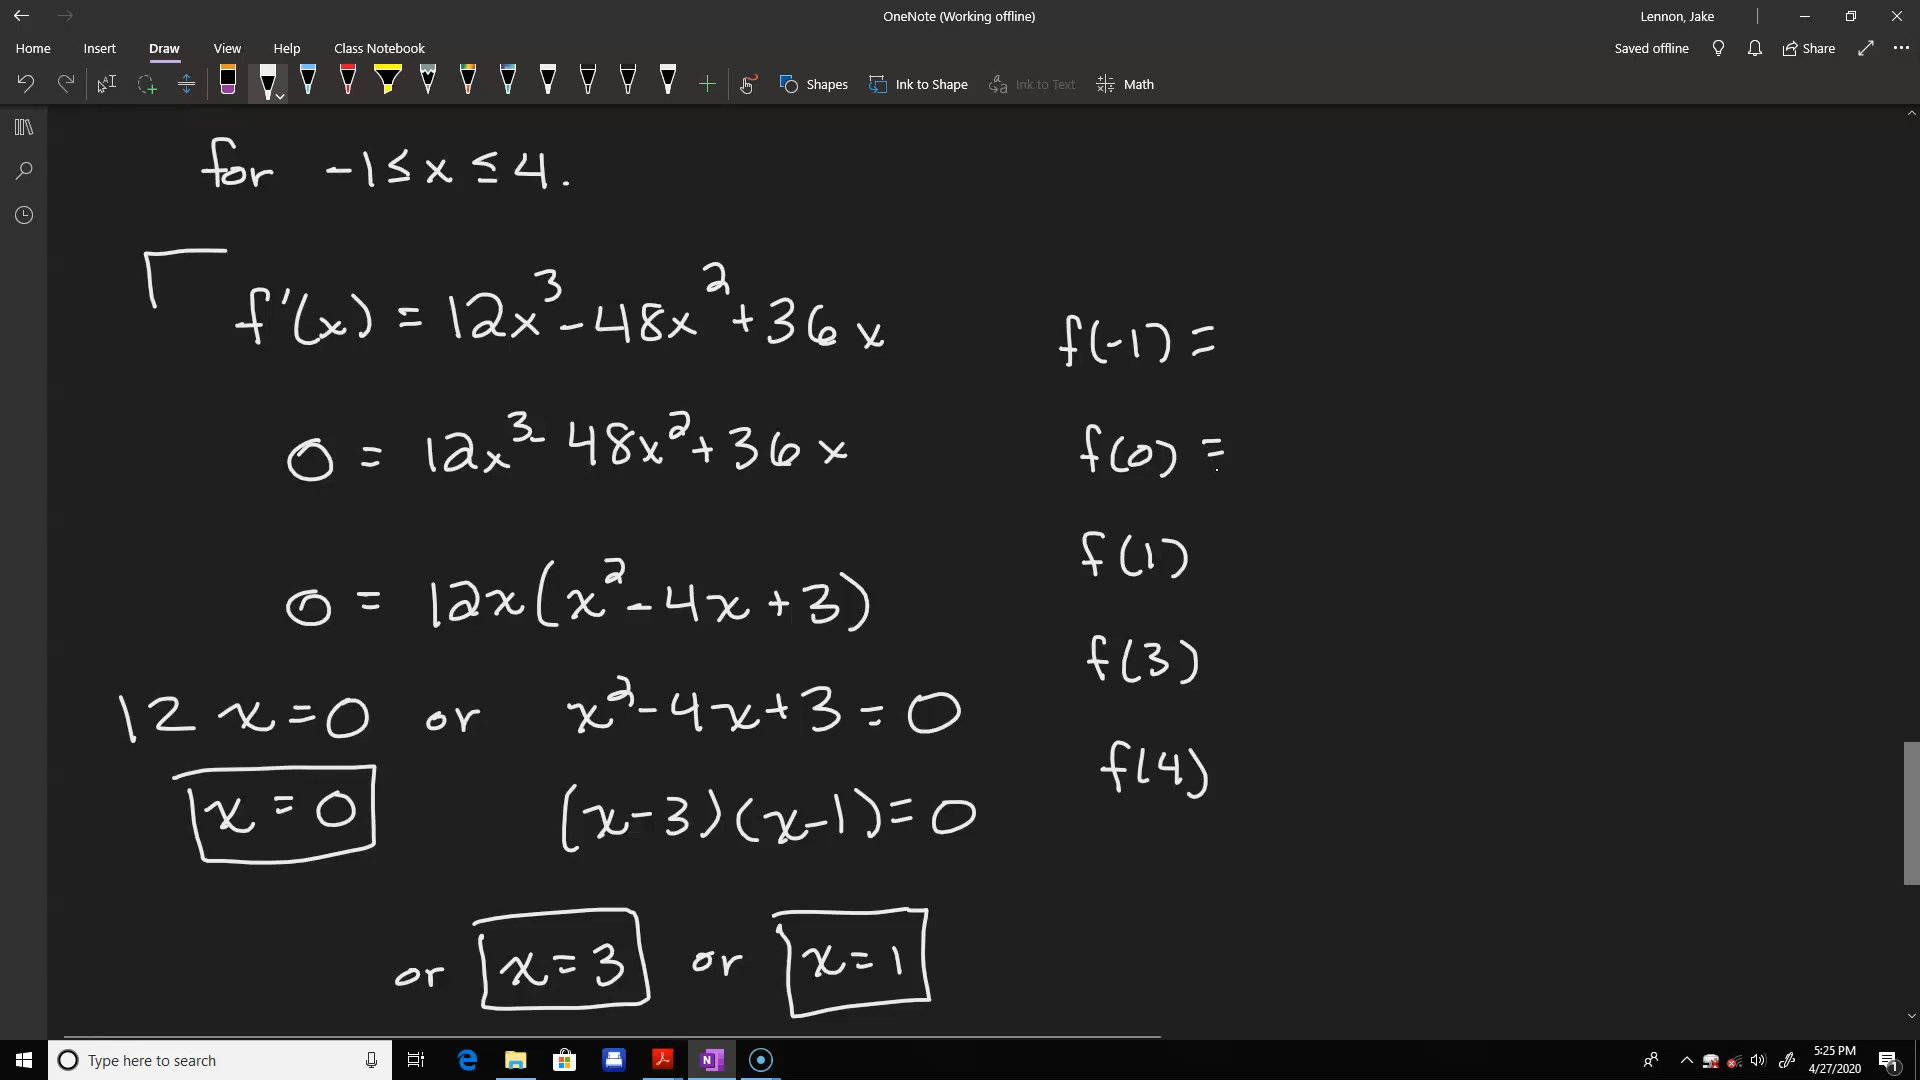 OneNote (Working offline)
Lennon, Jake
Home Insert Draw View Help Class Notebook
Saved offline
Share
Shapes
Ink to Shape
Ink to Text
Math
for -1 ≤ x ≤ 4.
f'(x) = 12x³ - 48x² + 36x
0 = 12x³ - 48x² + 36x
0 = 12x(x² - 4x + 3)
12x = 0 or x² - 4x + 3 = 0
x = 0
(x-3)(x-1) = 0
or x = 3 or x = 1
f(-1) =
f(0) =
f(1)
f(3)
f(4)
Type here to search
5:25 PM
4/27/2020